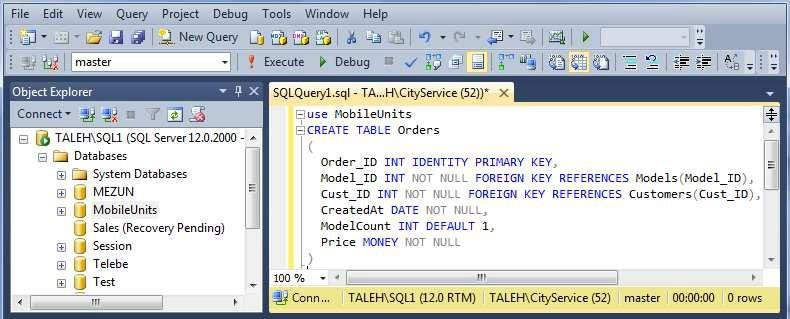 File Edit View Query Project Debug Tools Window Help
New Query
master Execute Debug
Object Explorer
Connect
TALEH\SQL1 (SQL Server 12.0.2000 -
Databases
System Databases
MEZUN
MobileUnits
Sales (Recovery Pending)
Session
Telebe
Test
SQLQuery1.sql - TA...H\CityService (52))*
use MobileUnits
CREATE TABLE Orders
(
Order_ID INT IDENTITY PRIMARY KEY,
Model_ID INT NOT NULL FOREIGN KEY REFERENCES Models(Model_ID),
Cust_ID INT NOT NULL FOREIGN KEY REFERENCES Customers(Cust_ID),
CreatedAt DATE NOT NULL,
ModelCount INT DEFAULT 1,
Price MONEY NOT NULL
)
100 %
Conn... TALEH\SQL1 (12.0 RTM) TALEH\CityService (52) master 00:00:00 0 rows